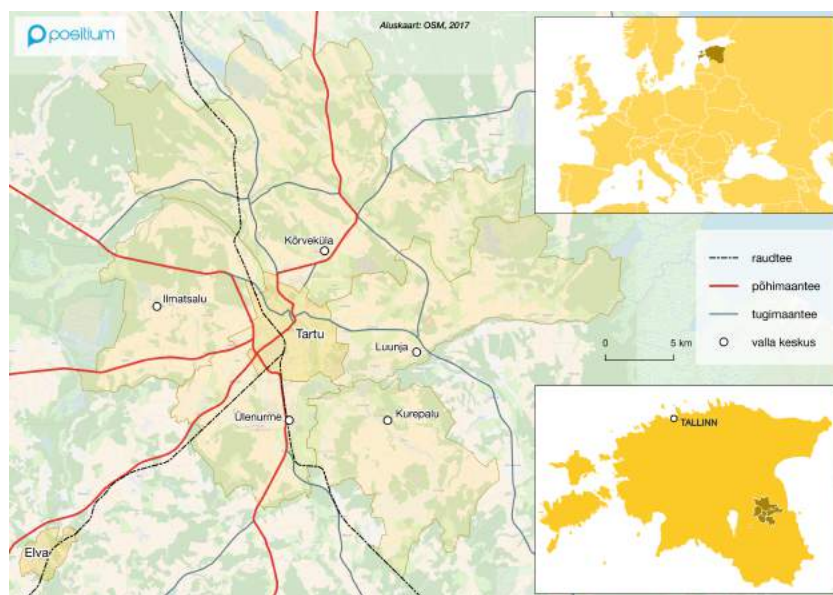 positium
Aluskaart: OSM, 2017
Kõrveküla
Ilmatsalu
Tartu
Luunja
Ülenurme
Kurepalu
Elva
raudtee
põhimaantee
tugimaantee
valla keskus
0 5 km
TALLINN